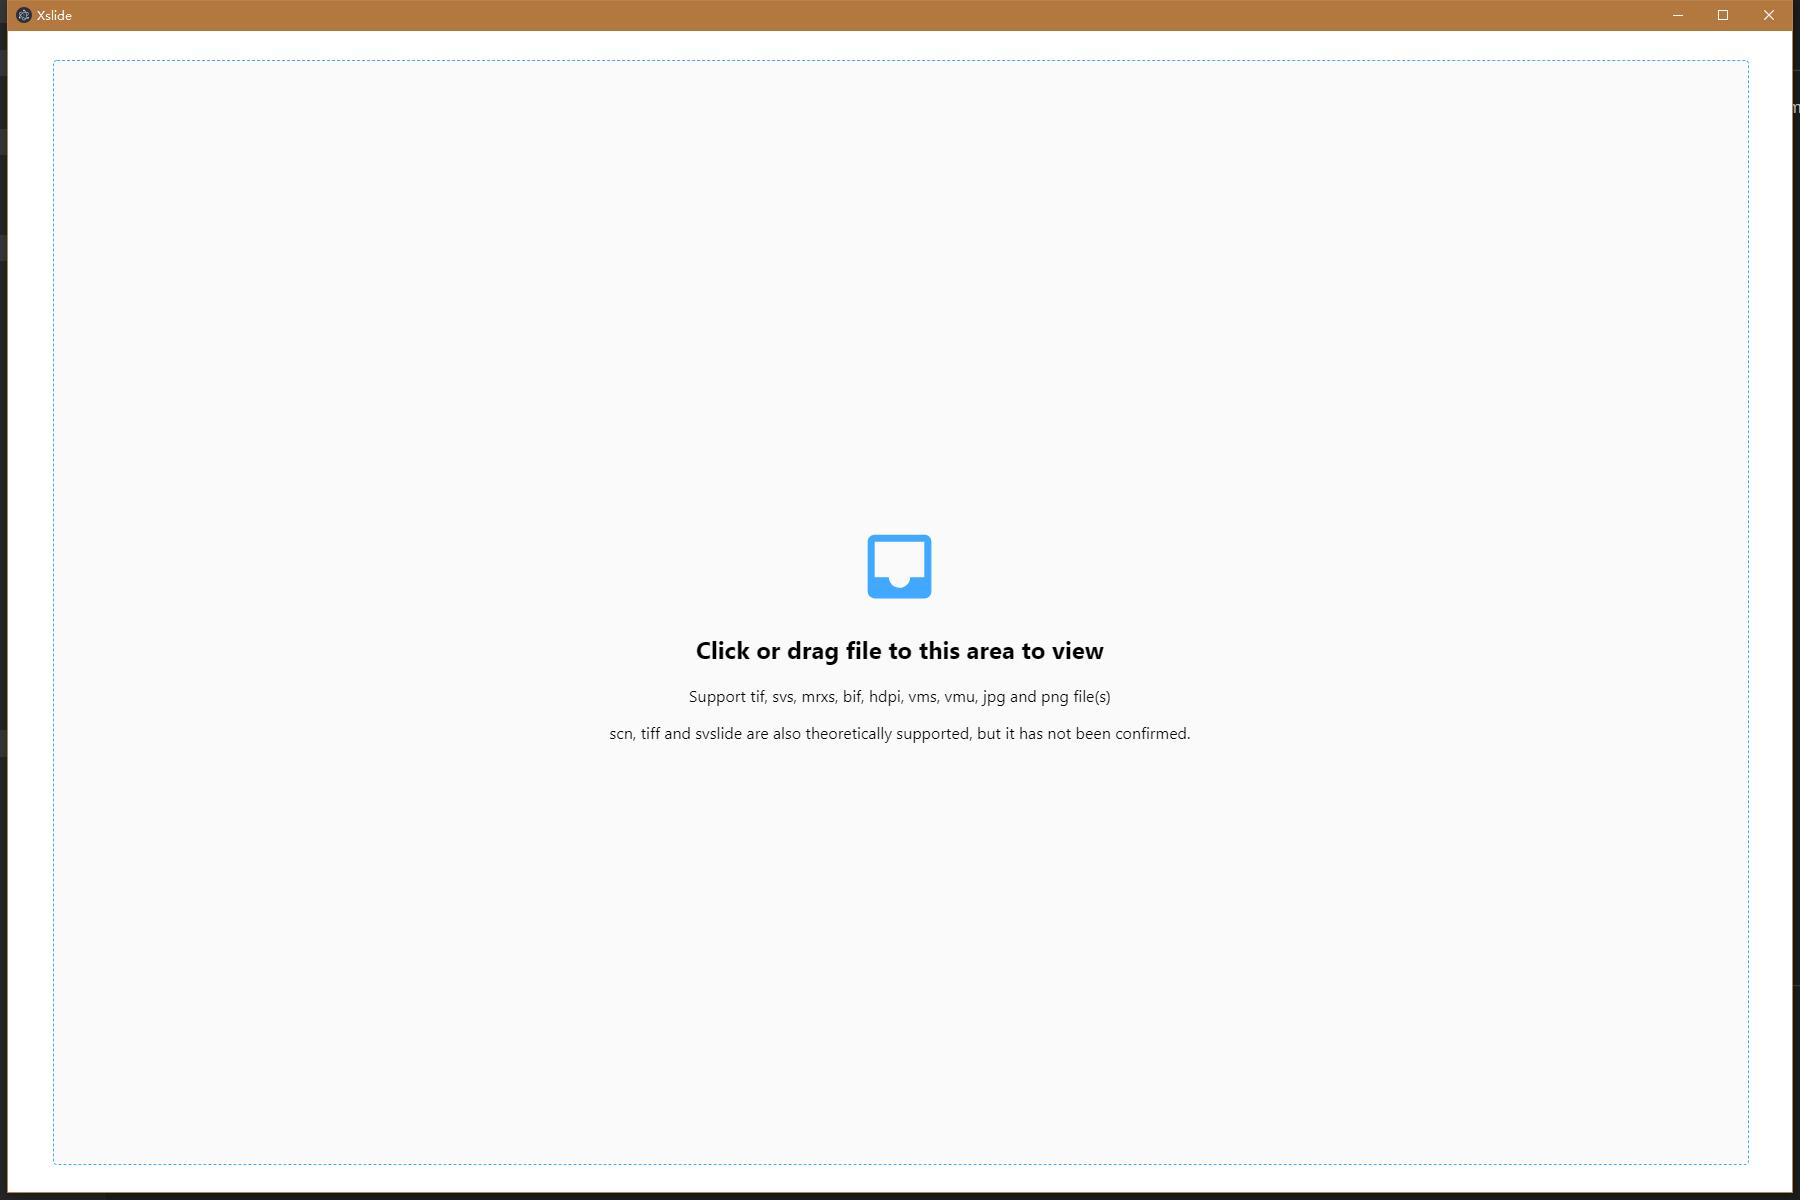 Xslide
Click or drag file to this area to view
Support tif, svs, mrxs, bif, hdpi, vms, vmu, jpg and png file(s)
scn, tiff and svslide are also theoretically supported, but it has not been confirmed.